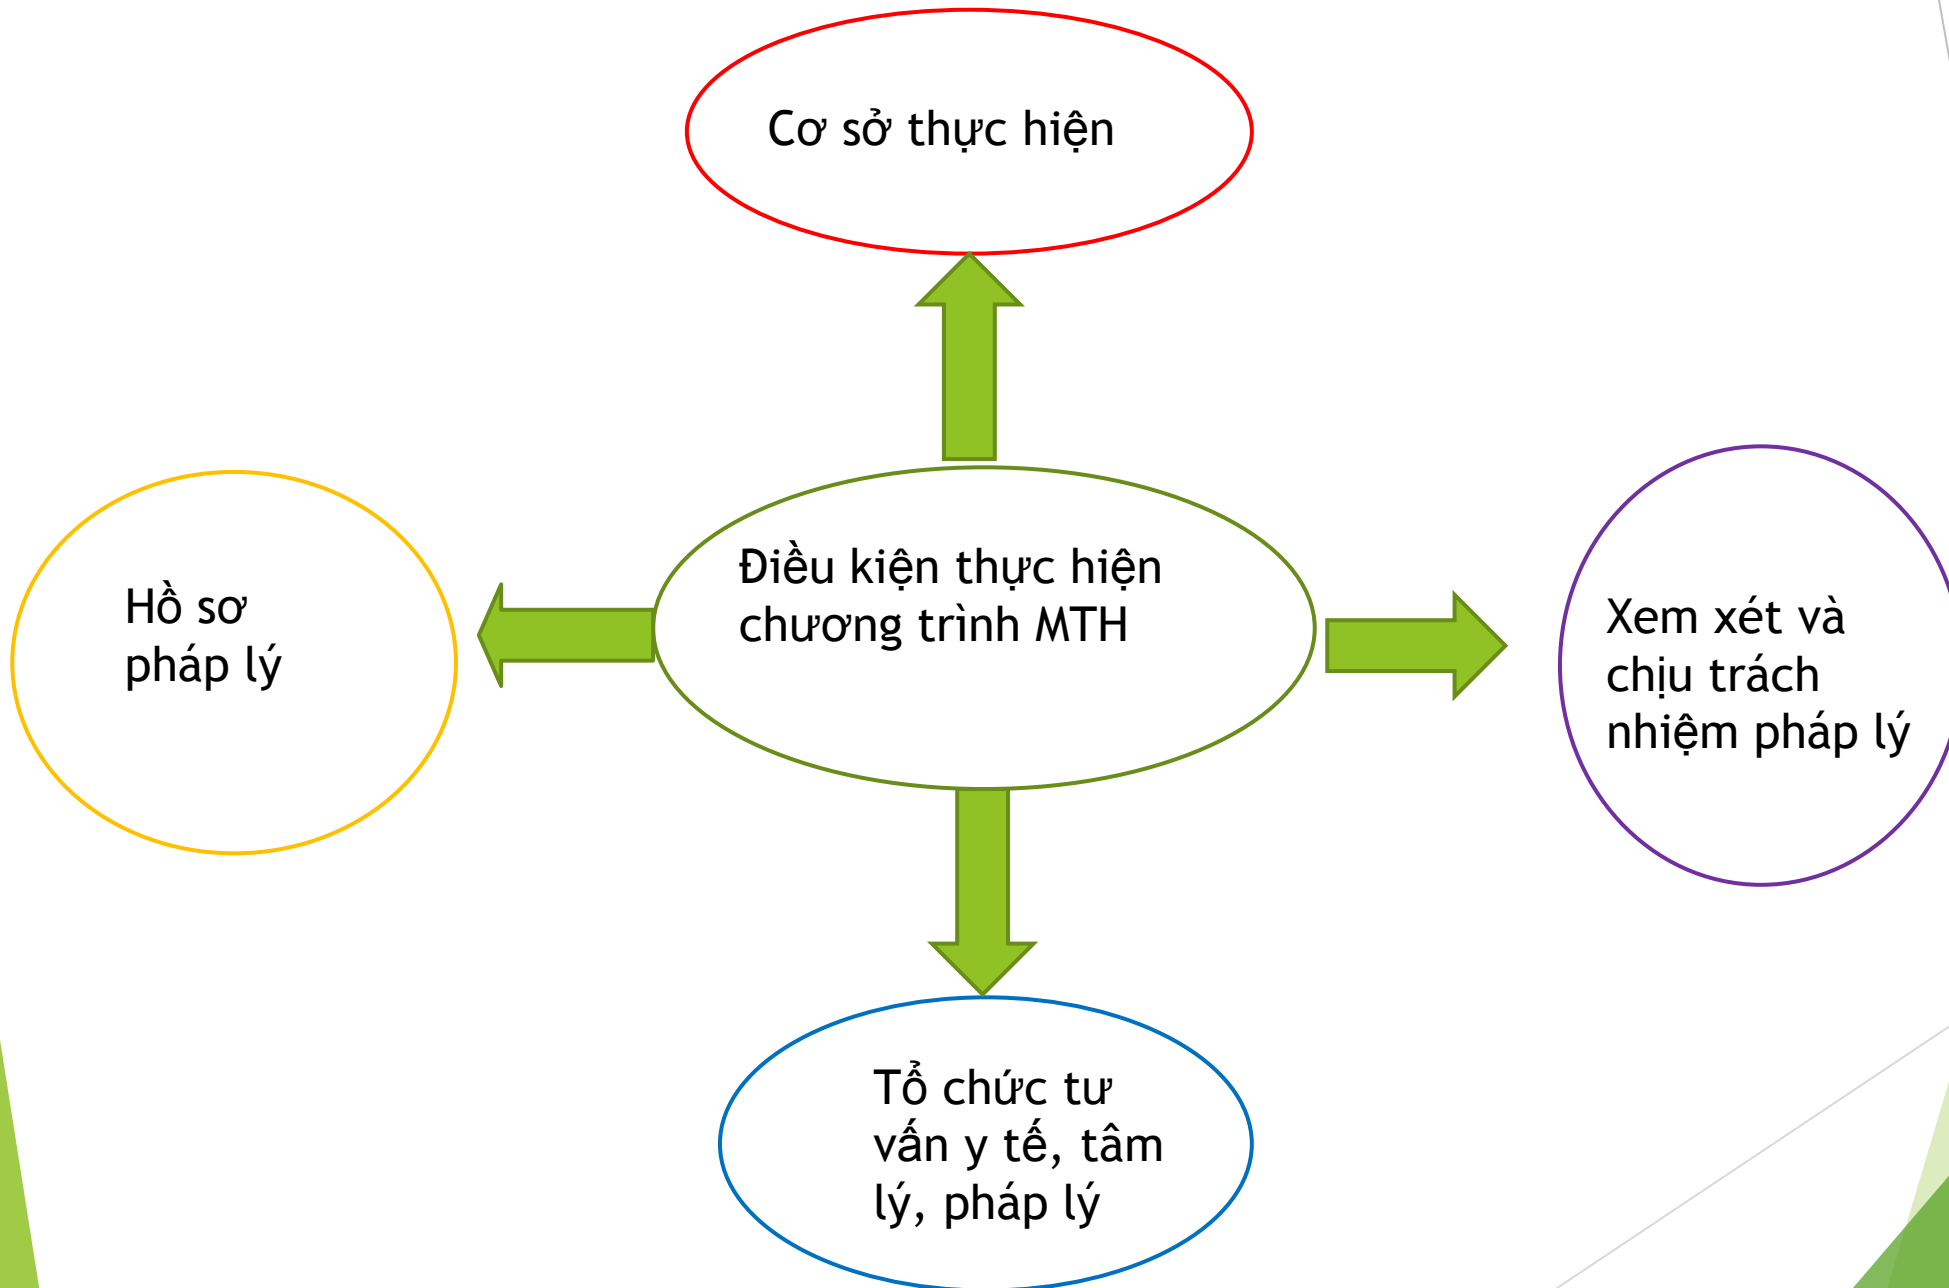 Cơ sở thực hiện
Điều kiện thực hiện
chương trình MTH
Hồ sơ
pháp lý
Xem xét và
chịu trách
nhiệm pháp lý
Tổ chức tư
vấn y tế, tâm
lý, pháp lý